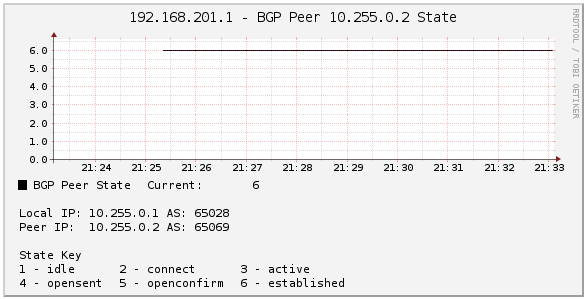 192.168.201.1 - BGP Peer 10.255.0.2 State
RRDTOOL / TOBI OETIKER
6.0
5.0
4.0
3.0
2.0
1.0
0.0
21:24 21:25 21:26 21:27 21:28 21:29 21:30 21:31 21:32 21:33
BGP Peer State Current: 6
Local IP: 10.255.0.1 AS: 65028
Peer IP: 10.255.0.2 AS: 65069
State Key
1 - idle 2 - connect 3 - active
4 - opensent 5 - openconfirm 6 - established